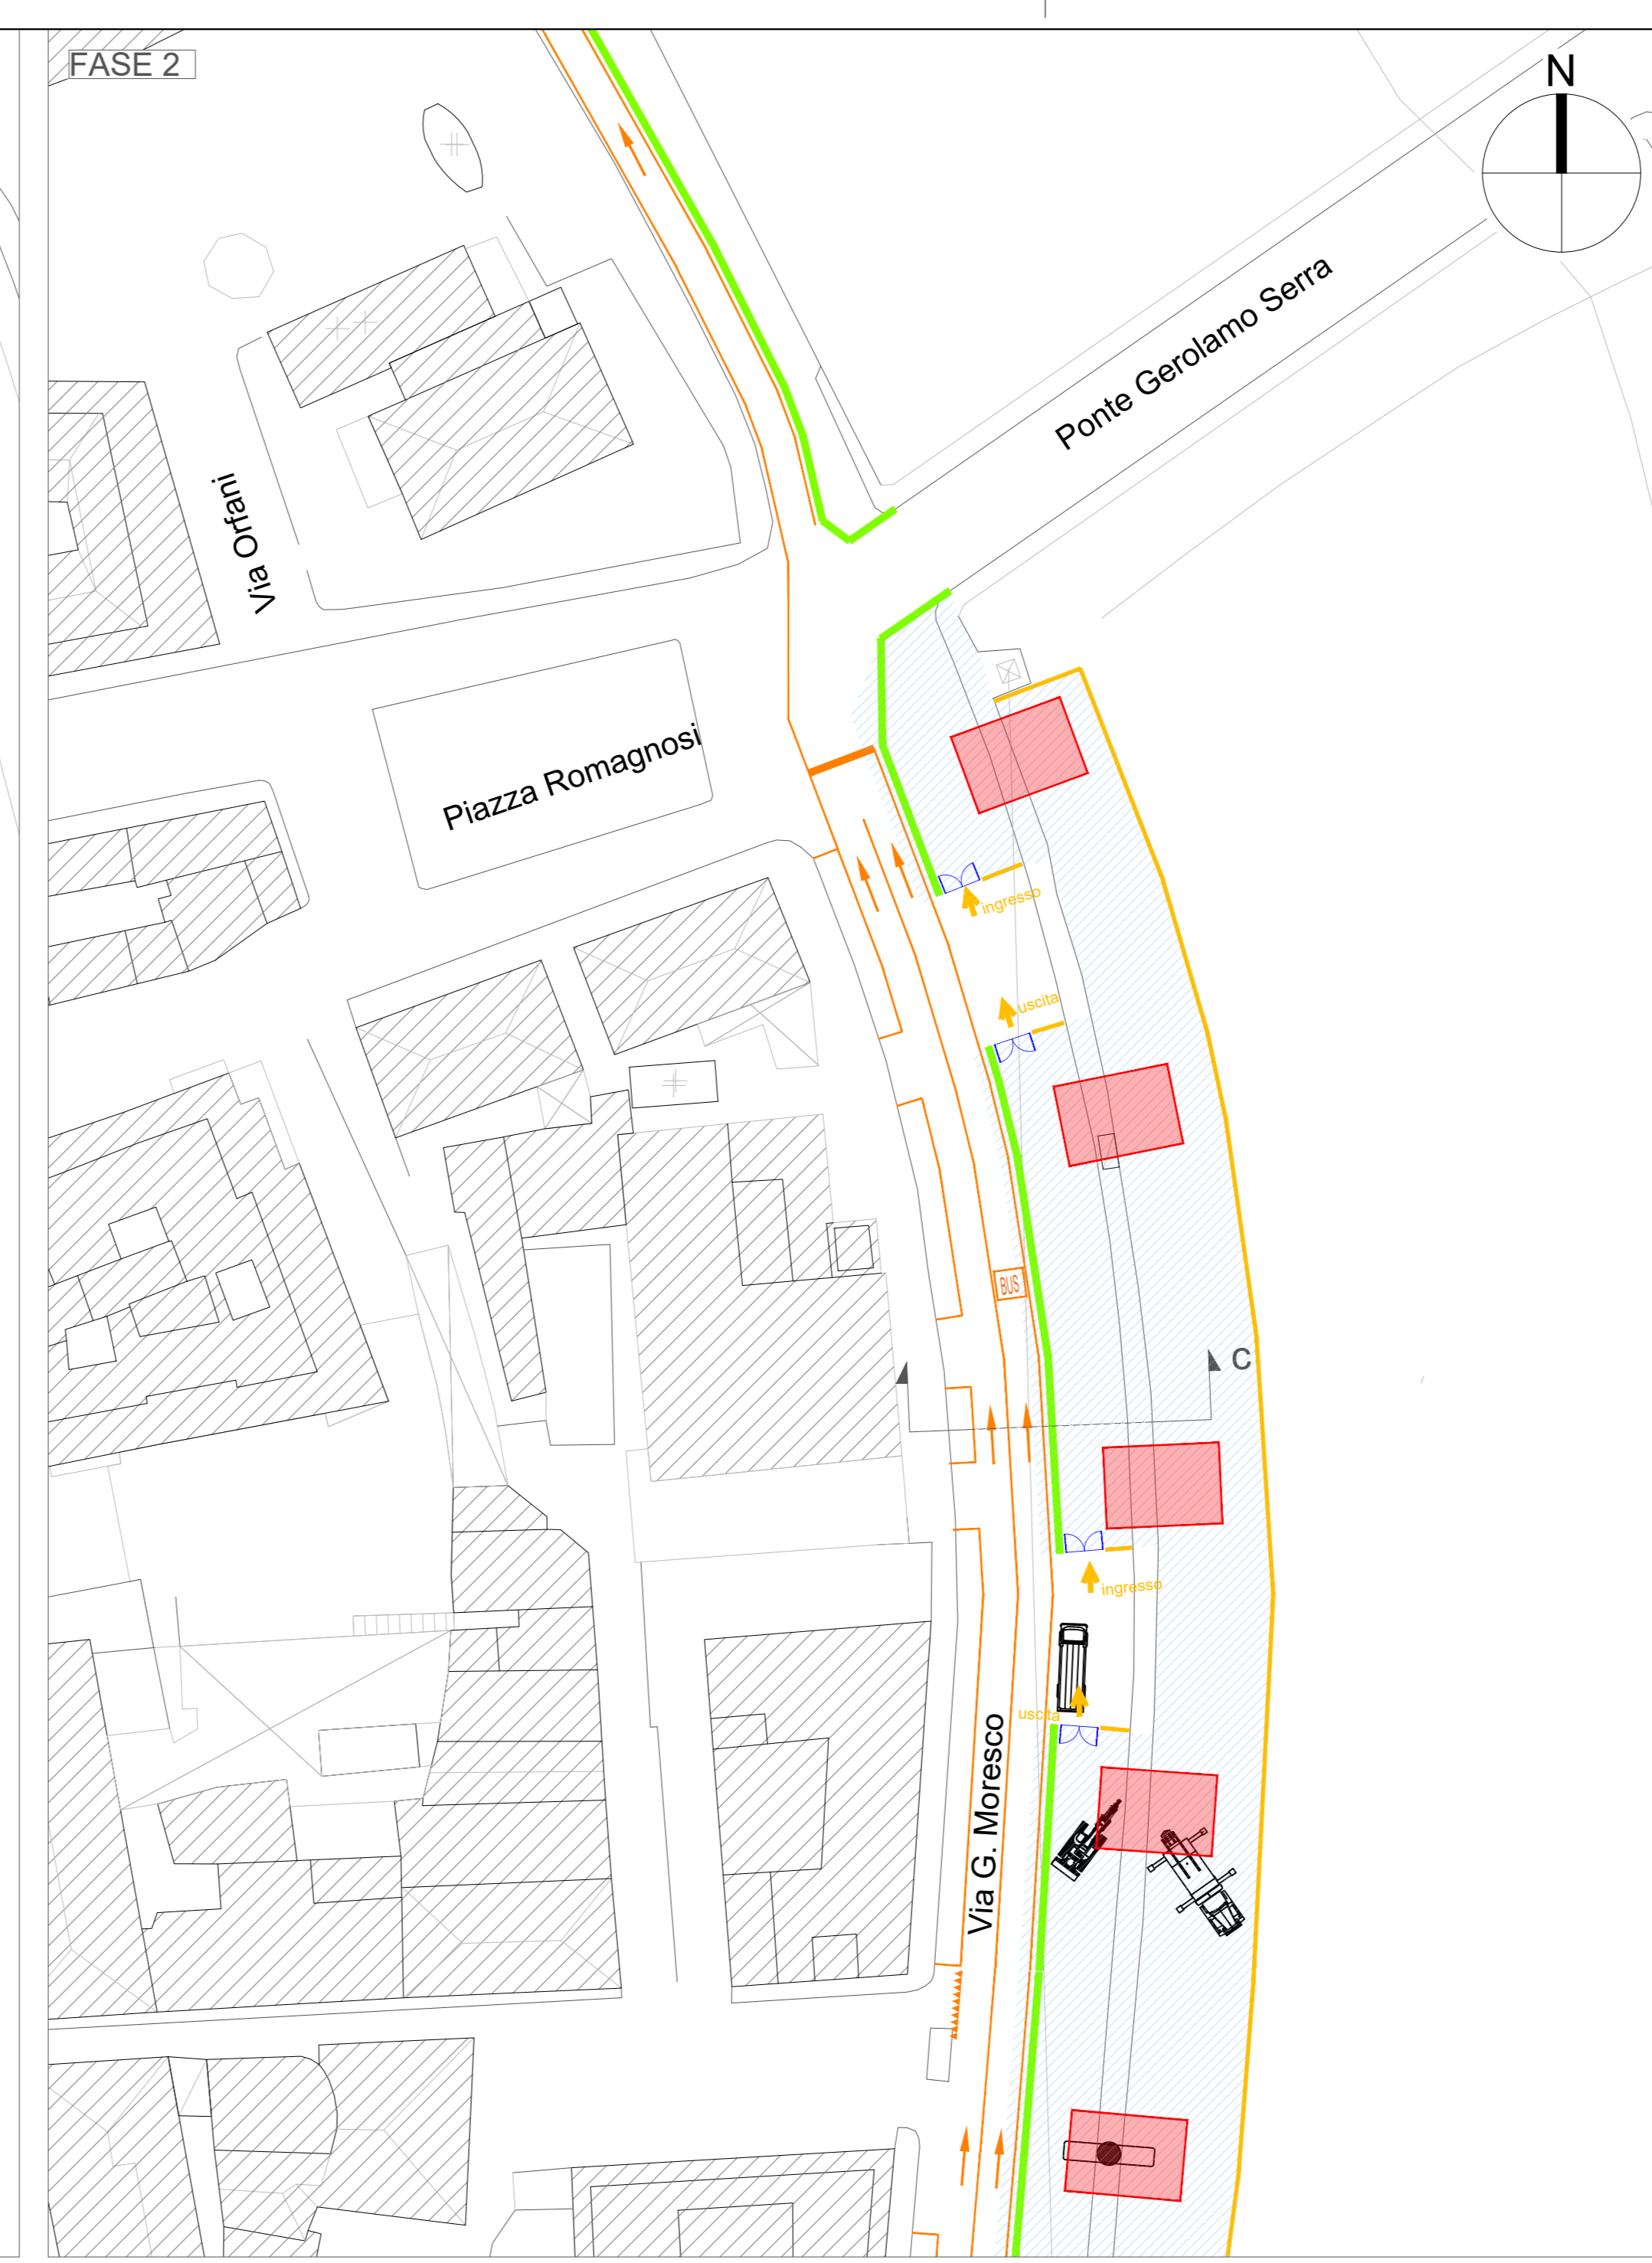 FASE 2
N
Ponte Gerolamo Serra
Via Orfani
Piazza Romagnosi
ingresso
uscita
BUS
C
ingresso
uscita
Via G. Moresco